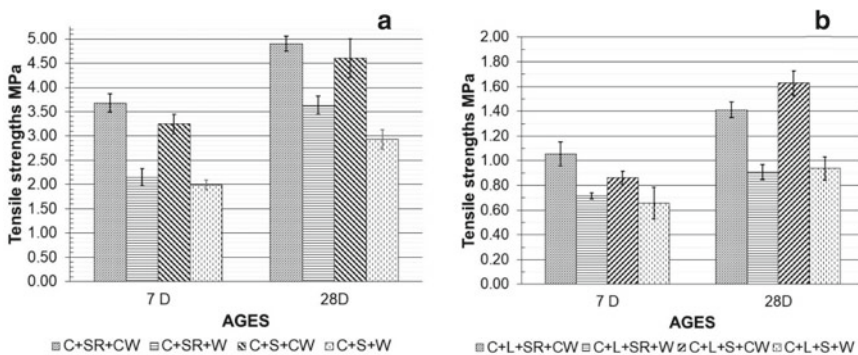 a
Tensile strengths MPa
5.00
4.50
4.00
3.50
3.00
2.50
2.00
1.50
1.00
0.50
0.00
7 D 28D
AGES
C+SR+CW C+SR+W C+S+CW C+S+W
b
Tensile strengths MPa
2.00
1.80
1.60
1.40
1.20
1.00
0.80
0.60
0.40
0.20
0.00
7 D 28D
AGES
C+L+SR+CW C+L+SR+W C+L+S+CW C+L+S+W